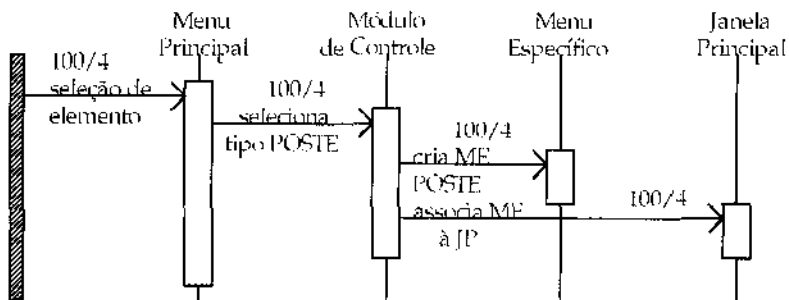 Menu
Principal
Módulo
de Controle
Menu
Específico
Janela
Principal
100/4
seleção de
elemento
100/4
seleciona
tipo POSTE
100/4
cria ME
POSTE
associa ME
à JP
100/4